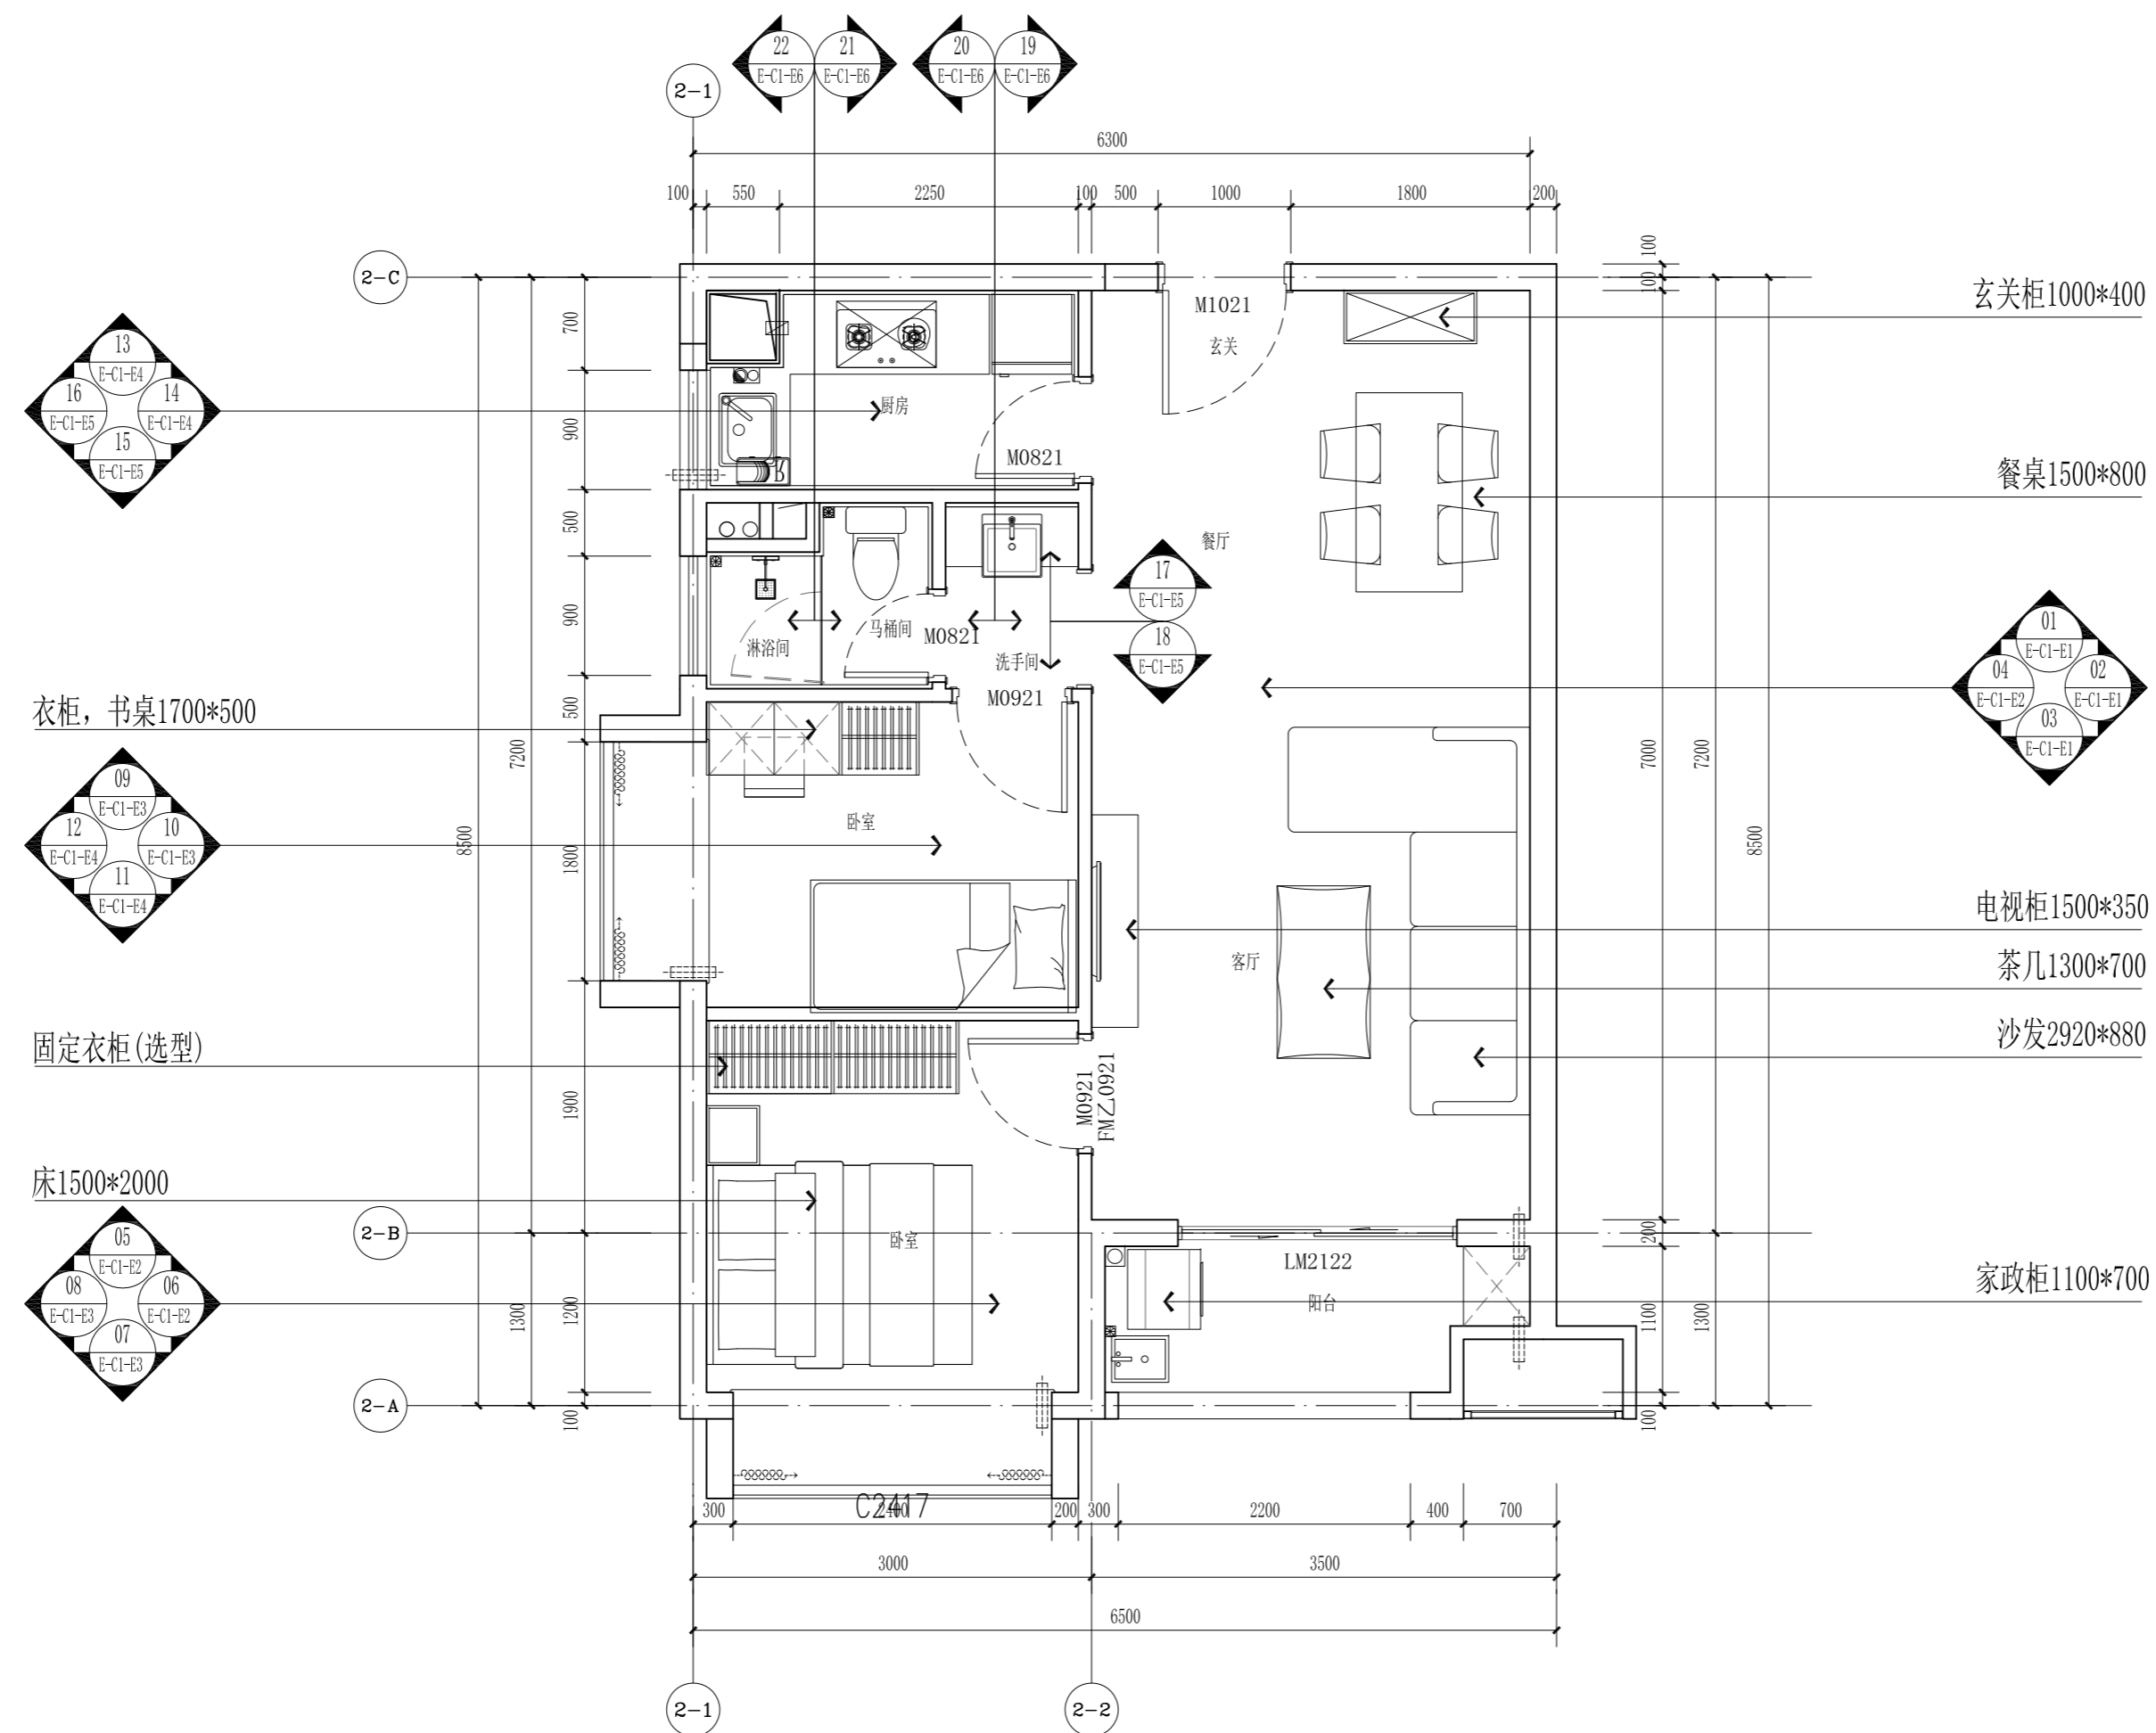 22
E-C1-E6
21
E-C1-E6
20
E-C1-E6
19
E-C1-E6
2-1
6300
100
550
2250
100
500
1000
1800
200
2-C
100
100
M1021
玄关
玄关柜1000*400
700
13
E-C1-E4
16
E-C1-E5
14
E-C1-E4
15
E-C1-E5
厨房
900
M0821
餐桌1500*800
500
餐厅
17
E-C1-E5
18
E-C1-E5
900
淋浴间
马桶间
M0821
洗手间
01
E-C1-E1
04
E-C1-E2
02
E-C1-E1
03
E-C1-E1
M0921
500
衣柜，书桌1700*500
7200
7000
7200
09
E-C1-E3
12
E-C1-E4
10
E-C1-E3
11
E-C1-E4
8500
1800
卧室
8500
电视柜1500*350
客厅
茶几1300*700
沙发2920*880
固定衣柜(选型)
1900
M0921
FM乙0921
床1500*2000
2-B
卧室
200
LM2122
阳台
家政柜1100*700
05
E-C1-E2
08
E-C1-E3
06
E-C1-E2
07
E-C1-E3
1300
1200
1100
1300
2-A
100
100
C2417
300
2400
200
300
2200
400
700
3000
3500
6500
2-1
2-2